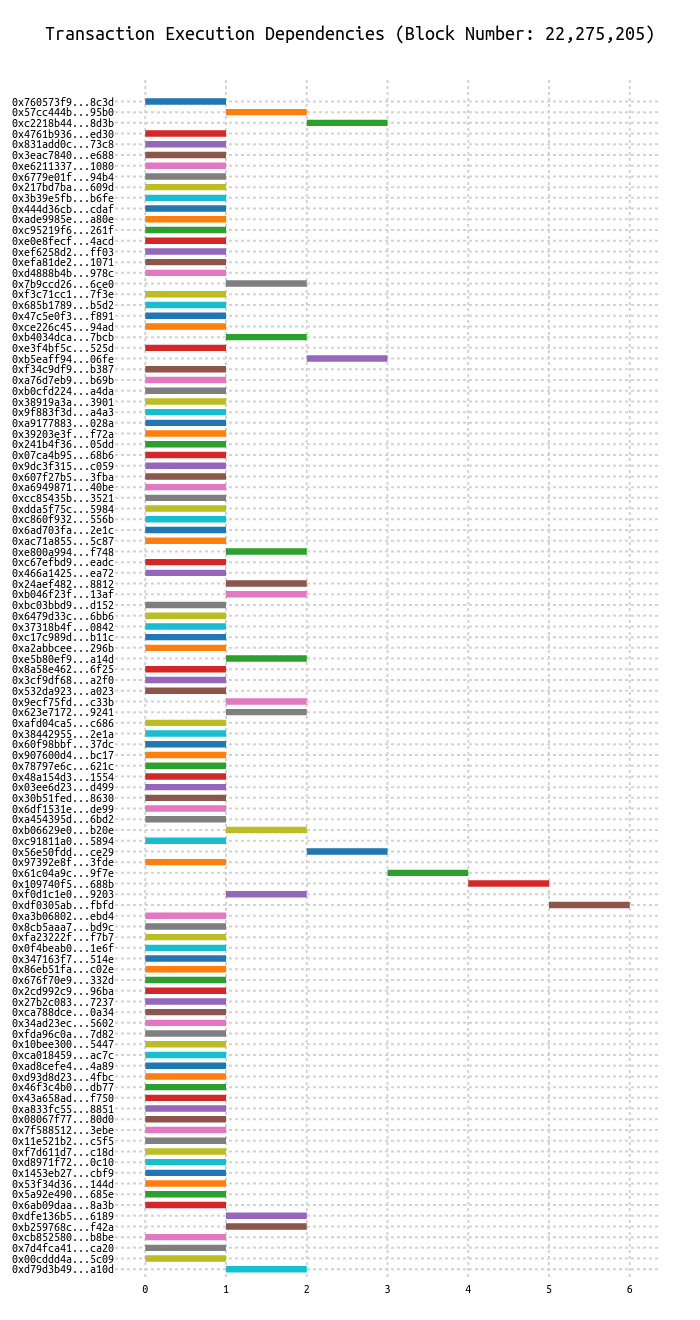 Transaction Execution Dependencies (Block Number: 22,275,205)
0x760573f9...8c3d
0x57cc444b...95b0
0xc2218b44...8d3b
0x4761b936...ed30
0x831add0c...73c8
0x3eac7840...e688
0xe6211337...1080
0x6779e01f...94b4
0x217bd7ba...609d
0x3b39e5fb...b6fe
0x444d36cb...cdaf
0xade9985e...a80e
0xc95219f6...261f
0xe0e8fecf...4acd
0xef6258d2...ff03
0xefa81de2...1071
0xd4888b4b...978c
0x7b9ccd26...6ce0
0xf3c71cc1...7f3e
0x685b1789...b5d2
0x47c5e0f3...f891
0xce226c45...94ad
0xb4034dca...7bcb
0xe3f4bf5c...525d
0xb5eaff94...06fe
0xf34c9df9...b387
0xa76d7eb9...b69b
0xb0cfd224...a4da
0x38919a3a...3901
0x9f883f3d...a4a3
0xa9177883...028a
0x39203e3f...f72a
0x241b4f36...05dd
0x07ca4b95...68b6
0x9dc3f315...c059
0x607f27b5...3fba
0xa6949871...40be
0xcc85435b...3521
0xdda5f75c...5984
0xc860f932...556b
0x6ad703fa...2e1c
0xac71a855...5c87
0xe800a994...f748
0xc67efbd9...eadc
0x466a1425...ea72
0x24aef482...8812
0xb046f23f...13af
0xbc03bbd9...d152
0x6479d33c...6bb6
0x37318b4f...0842
0xc17c989d...b11c
0xa2abbcee...296b
0xe5b80ef9...a14d
0x8a58e462...6f25
0x3cf9df68...a2f0
0x532da923...a023
0x9ecf75fd...c33b
0x623e7172...9241
0xafd04ca5...c686
0x38442955...2e1a
0x60f98bbf...37dc
0x907600d4...bc17
0x78797e6c...621c
0x48a154d3...1554
0x03ee6d23...d499
0x30b51fed...8630
0x6df1531e...de99
0xa454395d...6bd2
0xb06629e0...b20e
0xc91811a0...5894
0x56e50fdd...ce29
0x97392e8f...3fde
0x61c04a9c...9f7e
0x109740f5...688b
0xf0d1c1e0...9203
0xdf0305ab...fbfd
0xa3b06802...ebd4
0x8cb5aaa7...bd9c
0xfa23222f...f7b7
0x0f4beab0...1e6f
0x347163f7...514e
0x86eb51fa...c02e
0x676f70e9...332d
0x2cd992c9...96ba
0x27b2c083...7237
0xca788dce...0a34
0x34ad23ec...5602
0xfda96c0a...7d82
0x10bee300...5447
0xca018459...ac7c
0xad8cefe4...4a89
0xd93d8d23...4fbc
0x46f3c4b0...db77
0x43a658ad...f750
0xa833fc55...8851
0x08067f77...80d0
0x7f588512...3ebe
0x11e521b2...c5f5
0xf7d611d7...c18d
0xd8971f72...0c10
0x1453eb27...cbf9
0x53f34d36...144d
0x5a92e490...685e
0x6ab09daa...8a3b
0xdfe136b5...6189
0xb259768c...f42a
0xcb852580...b8be
0x7d4fca41...ca20
0x00cddd4a...5c09
0xd79d3b49...a10d
0 1 2 3 4 5 6